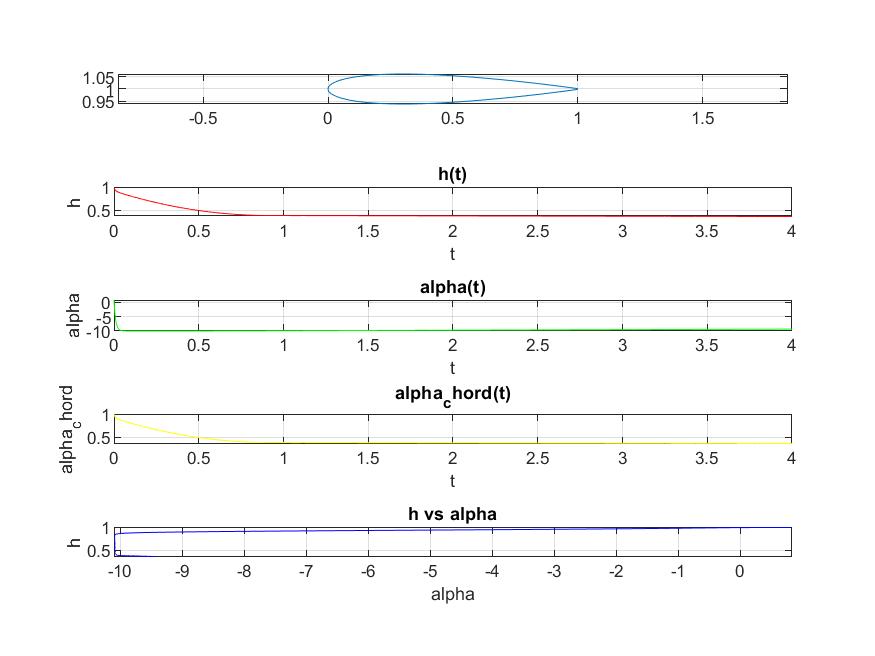 1.05
1
0.95
-0.5 0 0.5 1 1.5
h(t)
1
0.5
h
0 0.5 1 1.5 2 2.5 3 3.5 4
t
alpha(t)
0
-5
-10
alpha
0 0.5 1 1.5 2 2.5 3 3.5 4
t
alpha_chord(t)
1
0.5
alpha_chord
0 0.5 1 1.5 2 2.5 3 3.5 4
t
h vs alpha
1
0.5
h
-10 -9 -8 -7 -6 -5 -4 -3 -2 -1 0
alpha